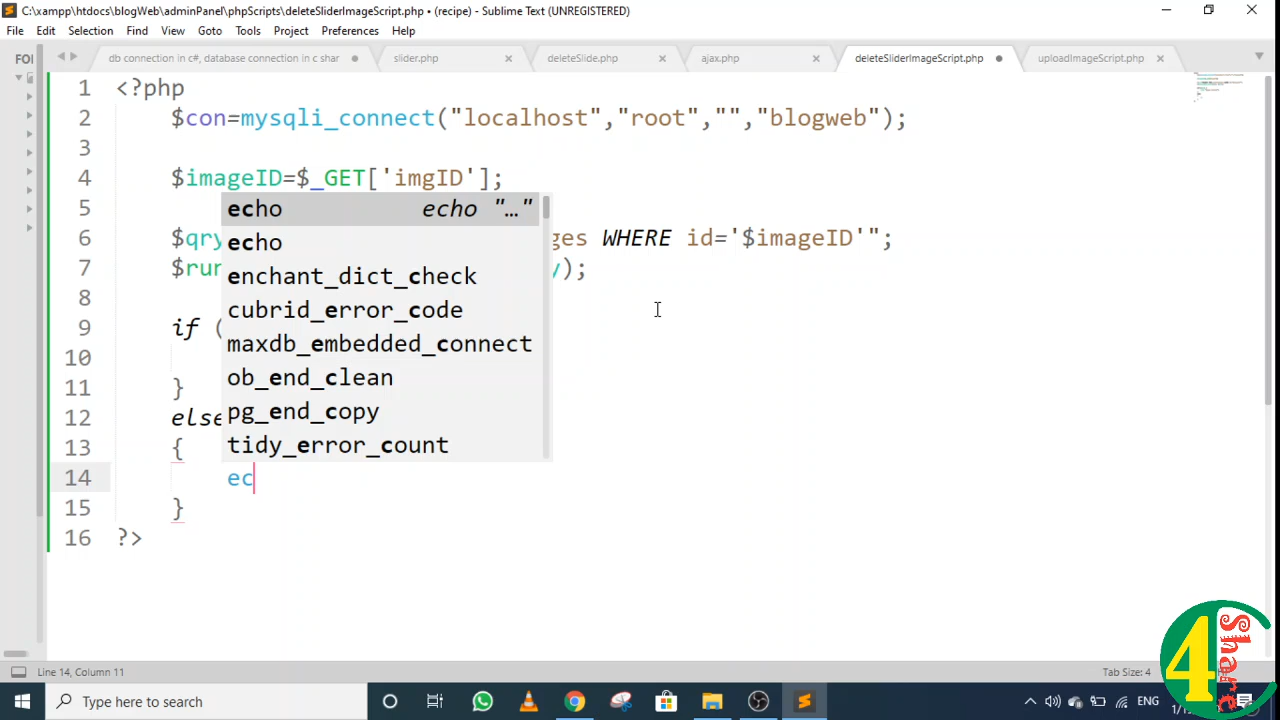 C:\xampp\htdocs\blogWeb\adminPanel\phpScripts\deleteSliderImageScript.php • (ecipe) - Sublime Text (UNREGISTERED)
File Edit Selection Find View Goto Tools Project Preferences Help
FOI
db connection in c#, database connection in c shar
slider.php
deleteSlide.php
ajax.php
deleteSliderImageScript.php
uploadImageScript.php
1 <?php
2 $con=mysqli_connect("localhost","root","","blogweb");
3
4 $imageID=$_GET['imgID'];
5
6 $qry ges WHERE id='$imageID'";
7 $run y);
8
9 if (
10
11 }
12 else
13 {
14 ec
15 }
16 ?>
echo echo "…"
echo
enchant_dict_check
cubrid_error_code
maxdb_embedded_connect
ob_end_clean
pg_end_copy
tidy_error_count
Line 14, Column 11
Tab Size: 4
Type here to search
ENG
4
Share